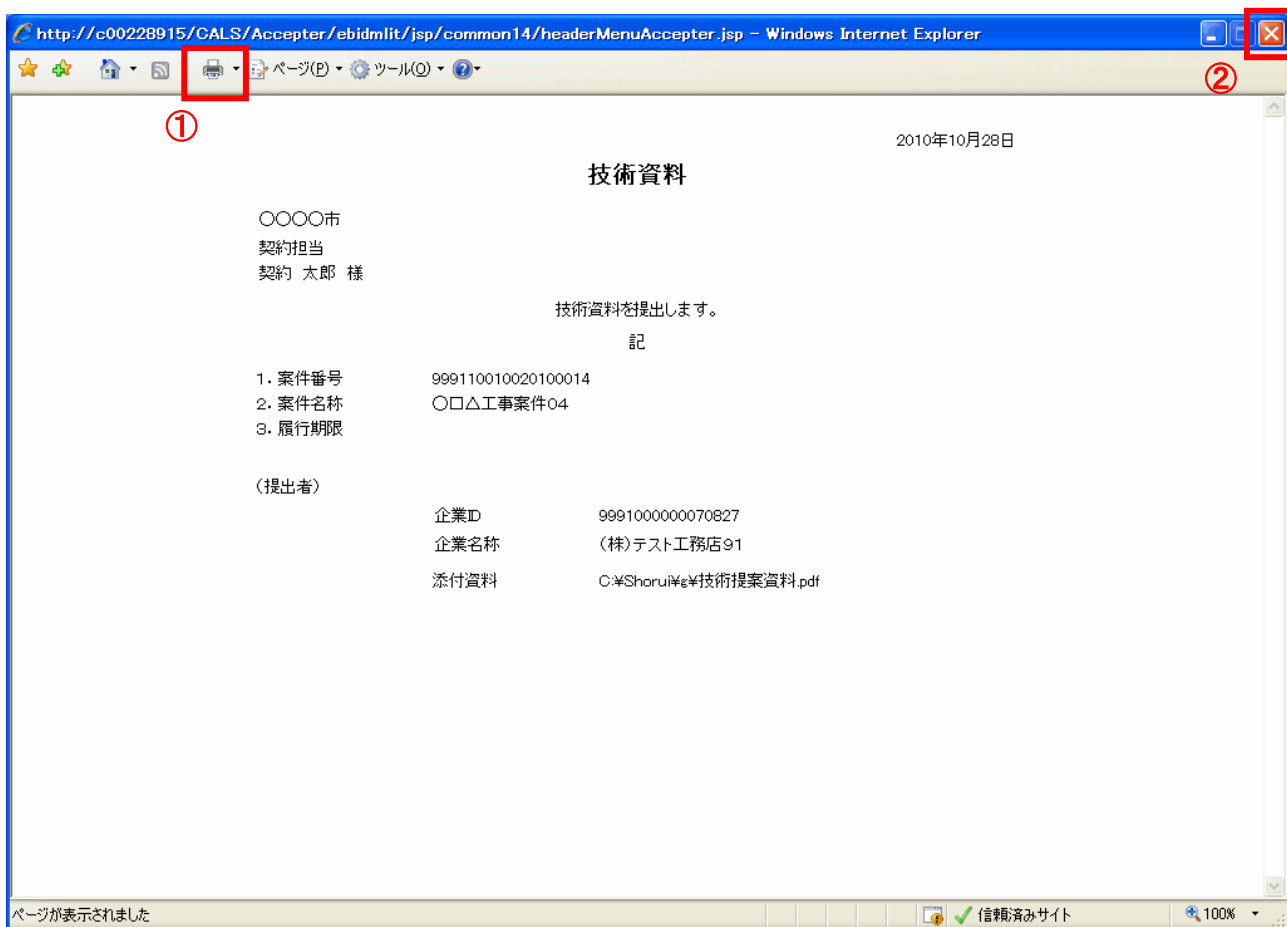 http://c00228915/CALS/Accepter/ebidmlit/jsp/common14/headerMenuAccepter.jsp - Windows Internet Explorer
ページ(P) ツール(O)
①
②
2010年10月28日
技術資料
〇〇〇〇市
契約担当
契約 太郎 様
技術資料を提出します。
記
1. 案件番号 999110010020100014
2. 案件名称 〇□△工事案件04
3. 履行期限
（提出者）
企業ID 9991000000070827
企業名称 （株）テスト工務店91
添付資料 C:¥Shorui¥g¥技術提案資料.pdf
ページが表示されました 信頼済みサイト 100%